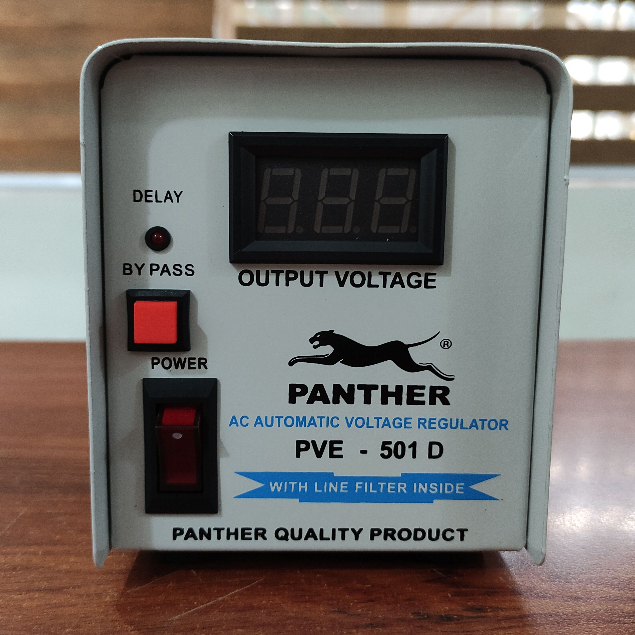 DELAY
BY PASS
POWER
OUTPUT VOLTAGE
®
PANTHER
AC AUTOMATIC VOLTAGE REGULATOR
PVE - 501 D
WITH LINE FILTER INSIDE
PANTHER QUALITY PRODUCT